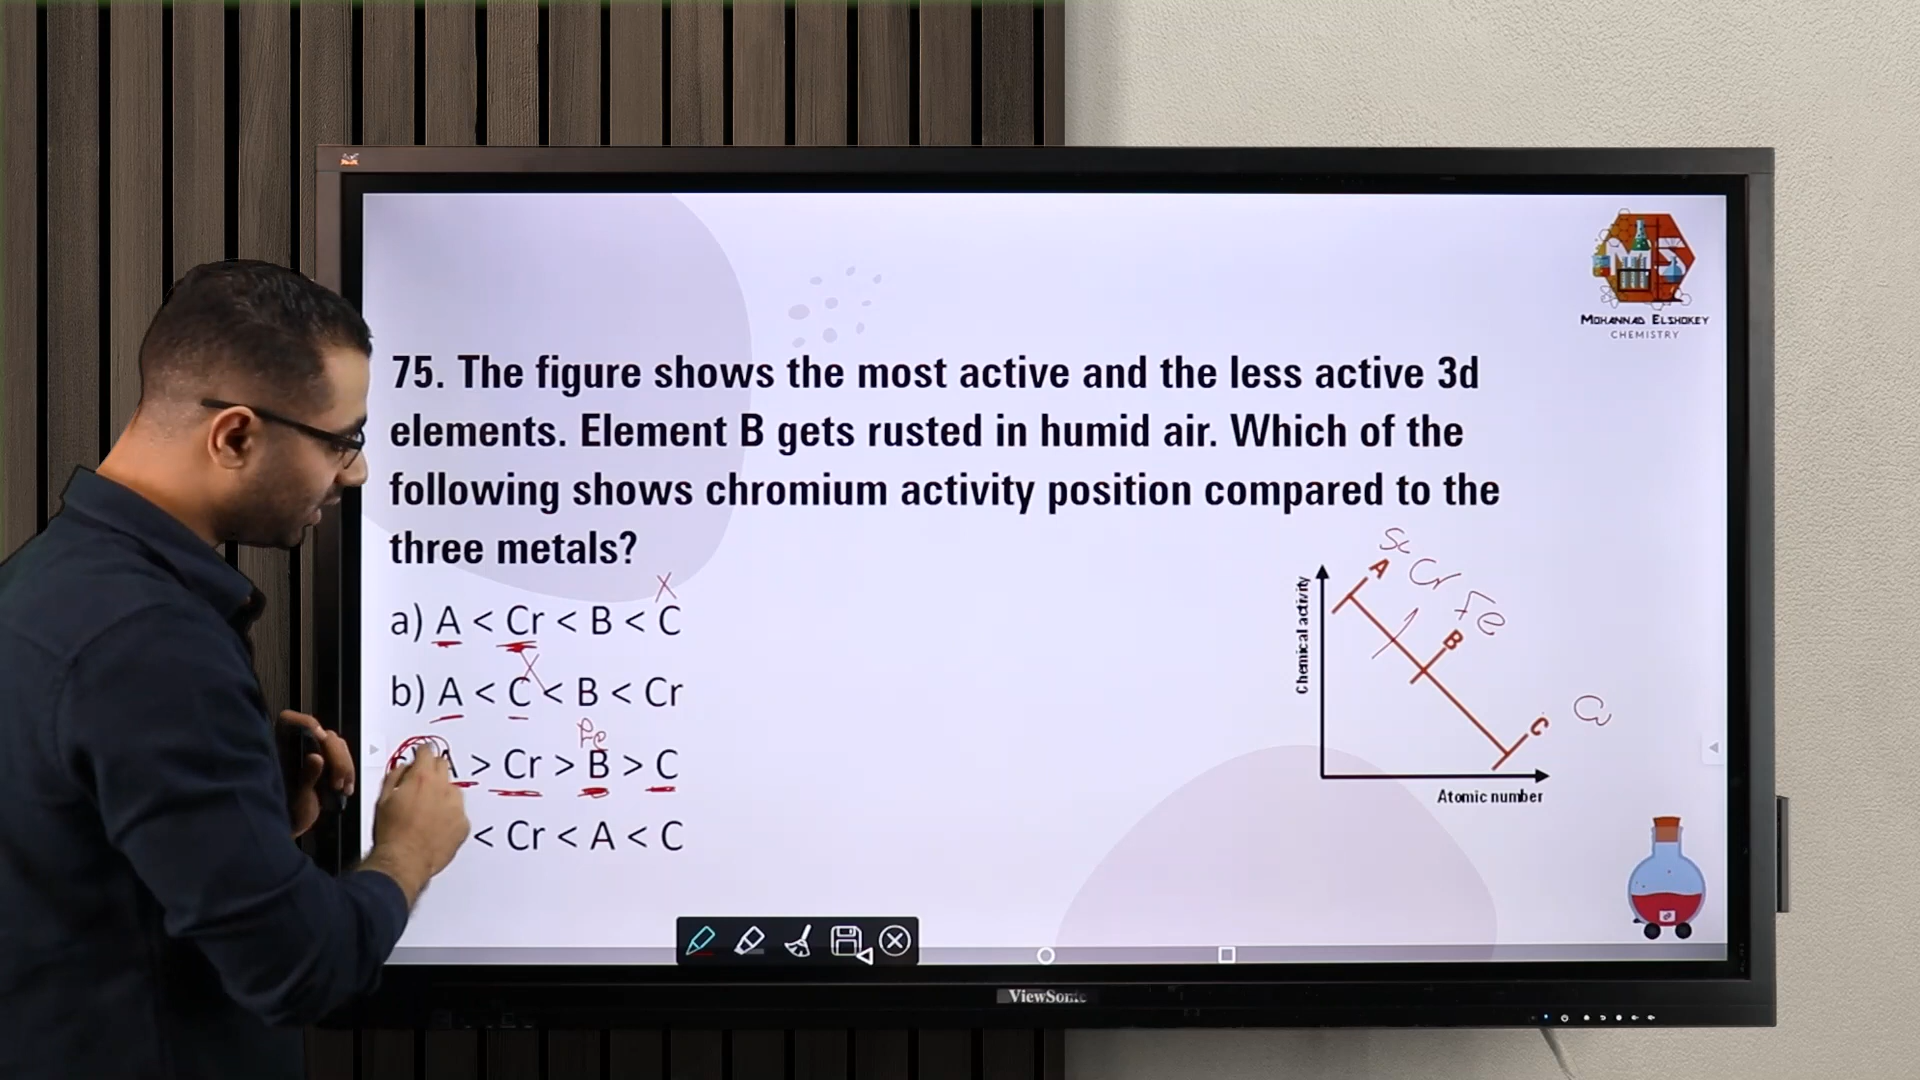 MOHANNAD ELSHOKEY
CHEMISTRY
75. The figure shows the most active and the less active 3d
elements. Element B gets rusted in humid air. Which of the
following shows chromium activity position compared to the
three metals?
a) A < Cr < B < C
X
b) A < C < B < Cr
X
A > Cr > B > C
Fe
< Cr < A < C
Sc
A
Cr
Fe
B
C
Chemical activity
Atomic number
ViewSonic